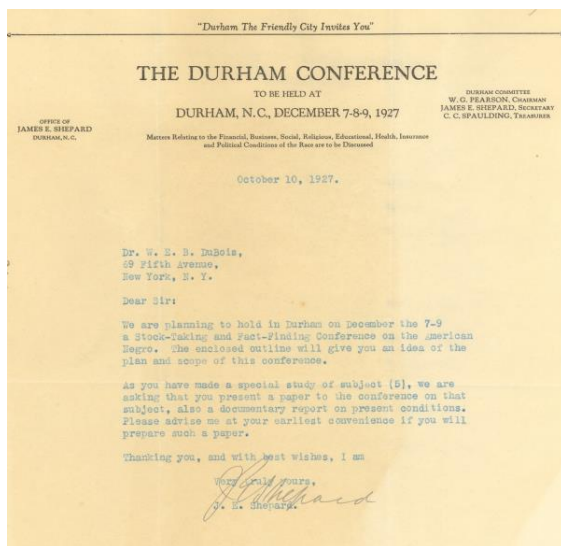 "Durham The Friendly City Invites You"
THE DURHAM CONFERENCE
TO BE HELD AT
DURHAM, N.C., DECEMBER 7-8-9, 1927
Matters Relating to the Financial, Business, Social, Religious, Educational, Health, Insurance
and Political Conditions of the Race are to be Discussed
OFFICE OF
JAMES E. SHEPARD
DURHAM, N.C.
DURHAM COMMITTEE
W. G. PEARSON, CHAIRMAN
JAMES E. SHEPARD, SECRETARY
C. C. SPAULDING, TREASURER
October 10, 1927.
Dr. W. E. B. DuBois,
69 Fifth Avenue,
New York, N. Y.
Dear Sir:
We are planning to hold in Durham on December the 7-9
a Stock-Taking and Fact-Finding Conference on the American
Negro. The enclosed outline will give you an idea of the
plan and scope of this conference.
As you have made a special study of subject (5), we are
asking that you present a paper to the conference on that
subject, also a documentary report on present conditions.
Please advise me at your earliest convenience if you will
prepare such a paper.
Thanking you, and with best wishes, I am
Very truly yours,
J E Shepard
J. E. Shepard.